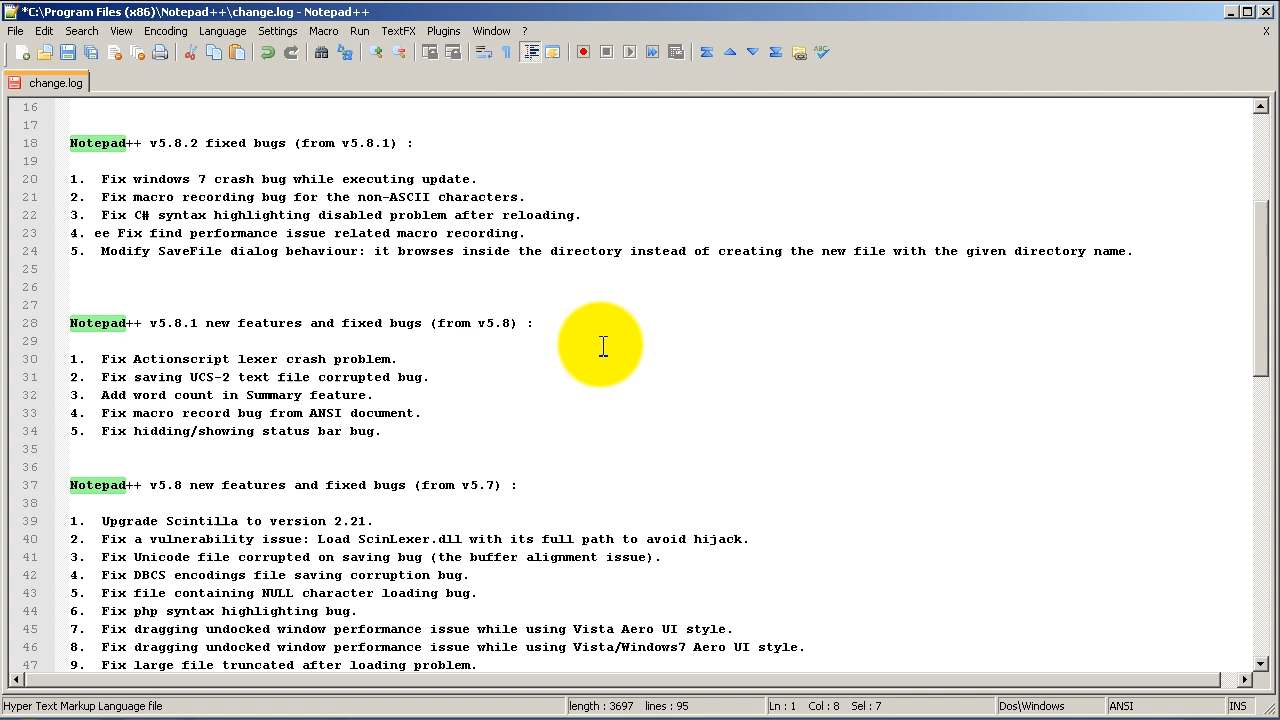 *C:\Program Files (x86)\Notepad++\change.log - Notepad++
File Edit Search View Encoding Language Settings Macro Run TextFX Plugins Window ? X
change.log
16
17
18 Notepad++ v5.8.2 fixed bugs (from v5.8.1) :
19
20 1. Fix windows 7 crash bug while executing update.
21 2. Fix macro recording bug for the non-ASCII characters.
22 3. Fix C# syntax highlighting disabled problem after reloading.
23 4. ee Fix find performance issue related macro recording.
24 5. Modify SaveFile dialog behaviour: it browses inside the directory instead of creating the new file with the given directory name.
25
26
27
28 Notepad++ v5.8.1 new features and fixed bugs (from v5.8) :
29
30 1. Fix Actionscript lexer crash problem.
31 2. Fix saving UCS-2 text file corrupted bug.
32 3. Add word count in Summary feature.
33 4. Fix macro record bug from ANSI document.
34 5. Fix hidding/showing status bar bug.
35
36
37 Notepad++ v5.8 new features and fixed bugs (from v5.7) :
38
39 1. Upgrade Scintilla to version 2.21.
40 2. Fix a vulnerability issue: Load ScinLexer.dll with its full path to avoid hijack.
41 3. Fix Unicode file corrupted on saving bug (the buffer alignment issue).
42 4. Fix DBCS encodings file saving corruption bug.
43 5. Fix file containing NULL character loading bug.
44 6. Fix php syntax highlighting bug.
45 7. Fix dragging undocked window performance issue while using Vista Aero UI style.
46 8. Fix dragging undocked window performance issue while using Vista/Windows7 Aero UI style.
47 9. Fix large file truncated after loading problem.
Hyper Text Markup Language file length : 3697 lines : 95 Ln : 1 Col : 8 Sel : 7 Dos\Windows ANSI INS